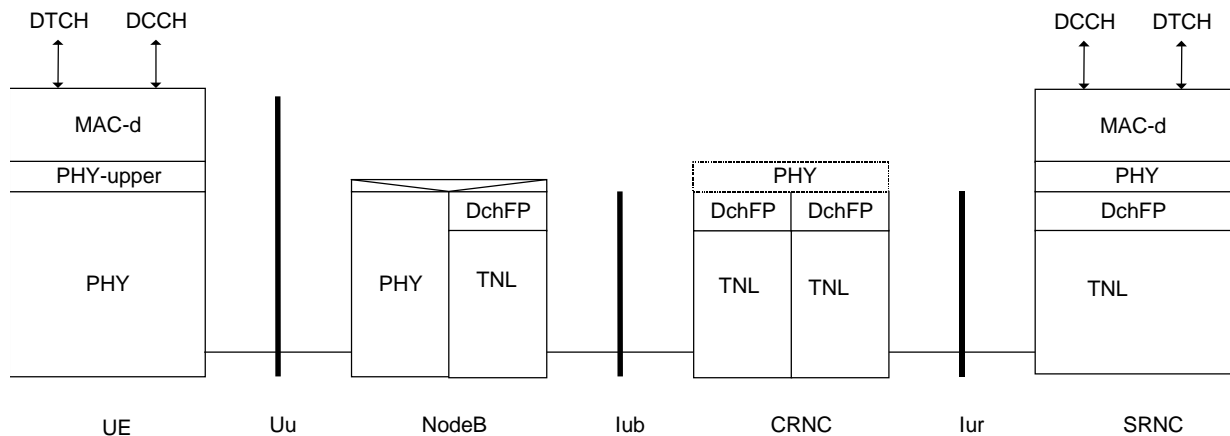 DTCH DCCH DCCH DTCH
MAC-d MAC-d
PHY-upper PHY PHY
DchFP DchFP DchFP DchFP
PHY PHY TNL TNL TNL TNL
UE Uu NodeB Iub CRNC Iur SRNC